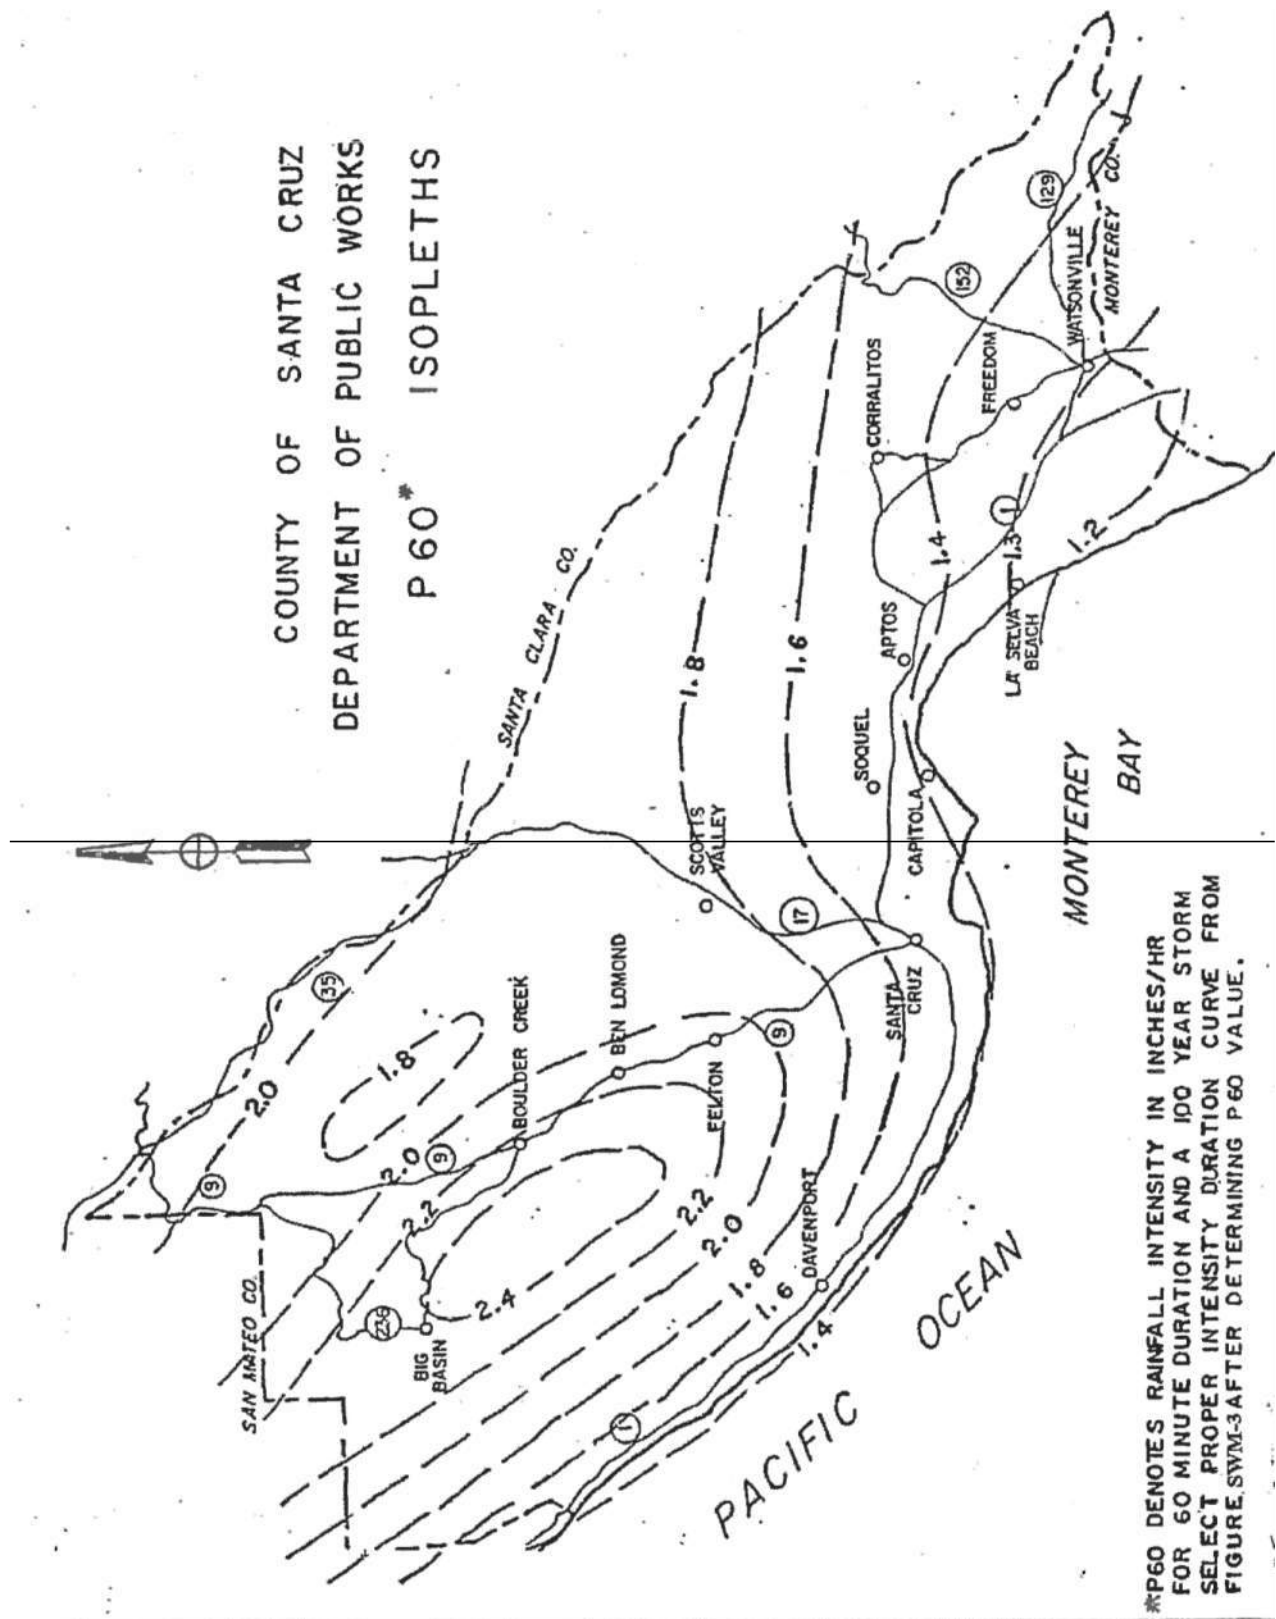 COUNTY OF SANTA CRUZ
DEPARTMENT OF PUBLIC WORKS
P60* ISOPLETHS
SANTA CLARA CO.
SAN MATEO CO.
MONTEREY CO.
35
9
2.0
1.8
2.0
9
2.2
236
BIG
BASIN
2.4
BOULDER CREEK
BEN LOMOND
FELTON
9
SCOTTS
VALLEY
17
SANTA
CRUZ
2.2
2.0
1.8
1.6
1.4
DAVENPORT
1
1.8
1.6
SOQUEL
CAPITOLA
APTOS
1.4
1.3
1.2
1
LA SELVA
BEACH
CORRALITOS
FREEDOM
WATSONVILLE
152
129
MONTEREY
BAY
PACIFIC
OCEAN
*P60 DENOTES RAINFALL INTENSITY IN INCHES/HR
FOR 60 MINUTE DURATION AND A 100 YEAR STORM
SELECT PROPER INTENSITY DURATION CURVE FROM
FIGURE SWM-3 AFTER DETERMINING P60 VALUE.